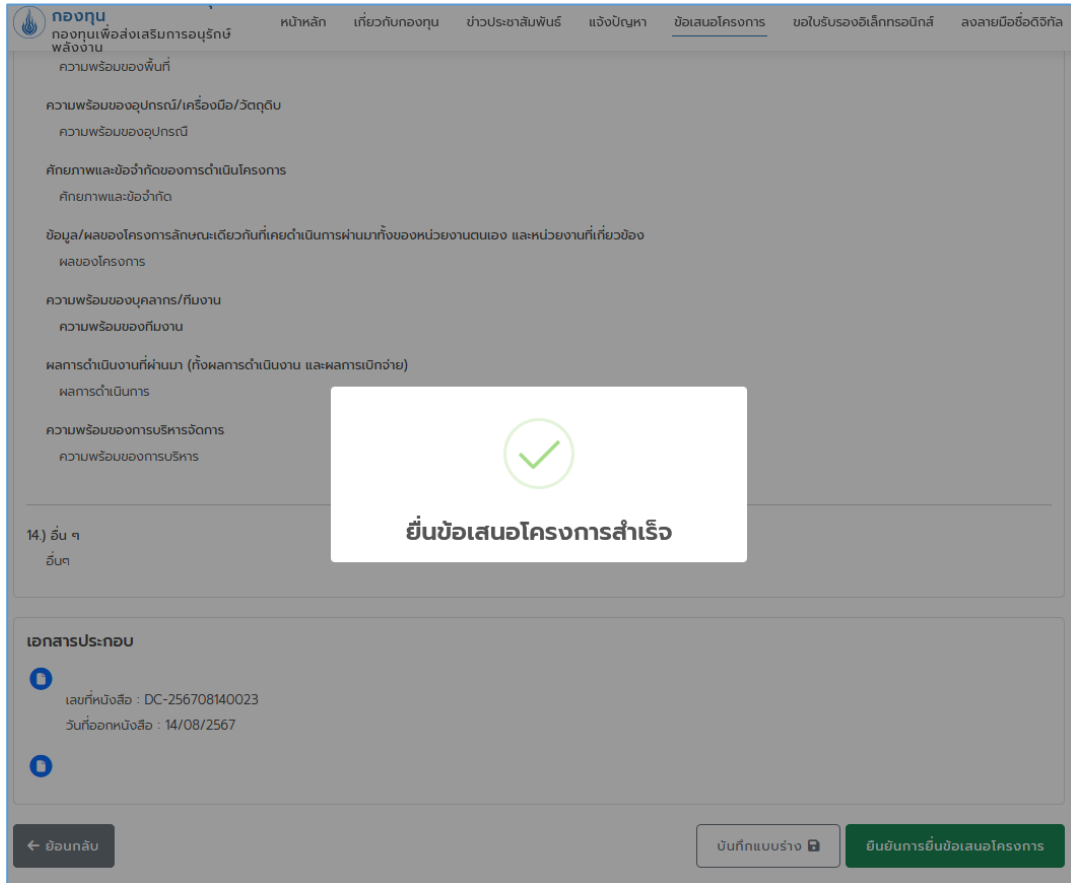 กองทุน
กองทุนเพื่อส่งเสริมการอนุรักษ์
พลังงาน
หน้าหลัก เกี่ยวกับกองทุน ข่าวประชาสัมพันธ์ แจ้งปัญหา ข้อเสนอโครงการ ขอใบรับรองอิเล็กทรอนิกส์ ลงลายมือชื่อดิจิทัล
ความพร้อมของพื้นที่
ความพร้อมของอุปกรณ์/เครื่องมือ/วัตถุดิบ
ความพร้อมของอุปกรณื
ศักยภาพและข้อจำกัดของการดำเนินโครงการ
ศักยภาพและข้อจำกัด
ข้อมูล/ผลของโครงการลักษณะเดียวกันที่เคยดำเนินการผ่านมาทั้งของหน่วยงานตนเอง และหน่วยงานที่เกี่ยวข้อง
ผลของโครงการ
ความพร้อมของบุคลากร/ทีมงาน
ความพร้อมของทีมงาน
ผลการดำเนินงานที่ผ่านมา (ทั้งผลการดำเนินงาน และผลการเบิกจ่าย)
ผลการดำเนินการ
ความพร้อมของการบริหารจัดการ
ความพร้อมของการบริหาร
ยื่นข้อเสนอโครงการสำเร็จ
14.) อื่น ๆ
อื่นๆ
เอกสารประกอบ
เลขที่หนังสือ : DC-256708140023
วันที่ออกหนังสือ : 14/08/2567
← ย้อนกลับ
บันทึกแบบร่าง
ยืนยันการยื่นข้อเสนอโครงการ